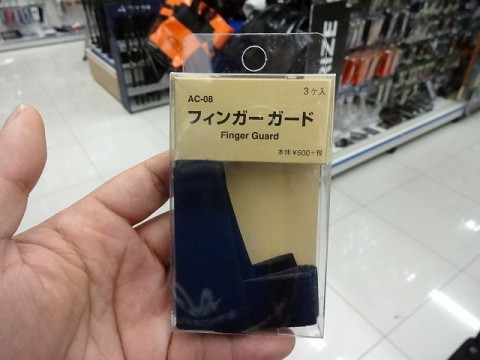 3ヶ入
AC-08
フィンガーガード
Finger Guard
本体¥600+税
RIZE